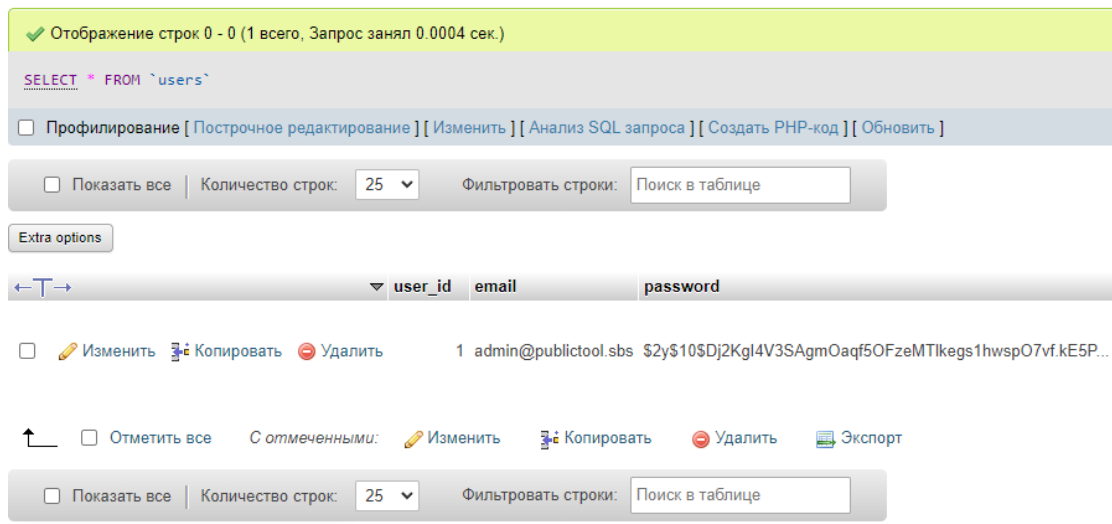 Отображение строк 0 - 0 (1 всего, Запрос занял 0.0004 сек.)
SELECT * FROM `users`
Профилирование [ Построчное редактирование ] [ Изменить ] [ Анализ SQL запроса ] [ Создать PHP-код ] [ Обновить ]
Показать все Количество строк: 25 Фильтровать строки: Поиск в таблице
Extra options
user_id email password
Изменить Копировать Удалить 1 admin@publictool.sbs $2y$10$Dj2KgI4V3SAgmOaqf5OFzeMTIkegs1hwspO7vf.kE5P...
Отметить все С отмеченными: Изменить Копировать Удалить Экспорт
Показать все Количество строк: 25 Фильтровать строки: Поиск в таблице